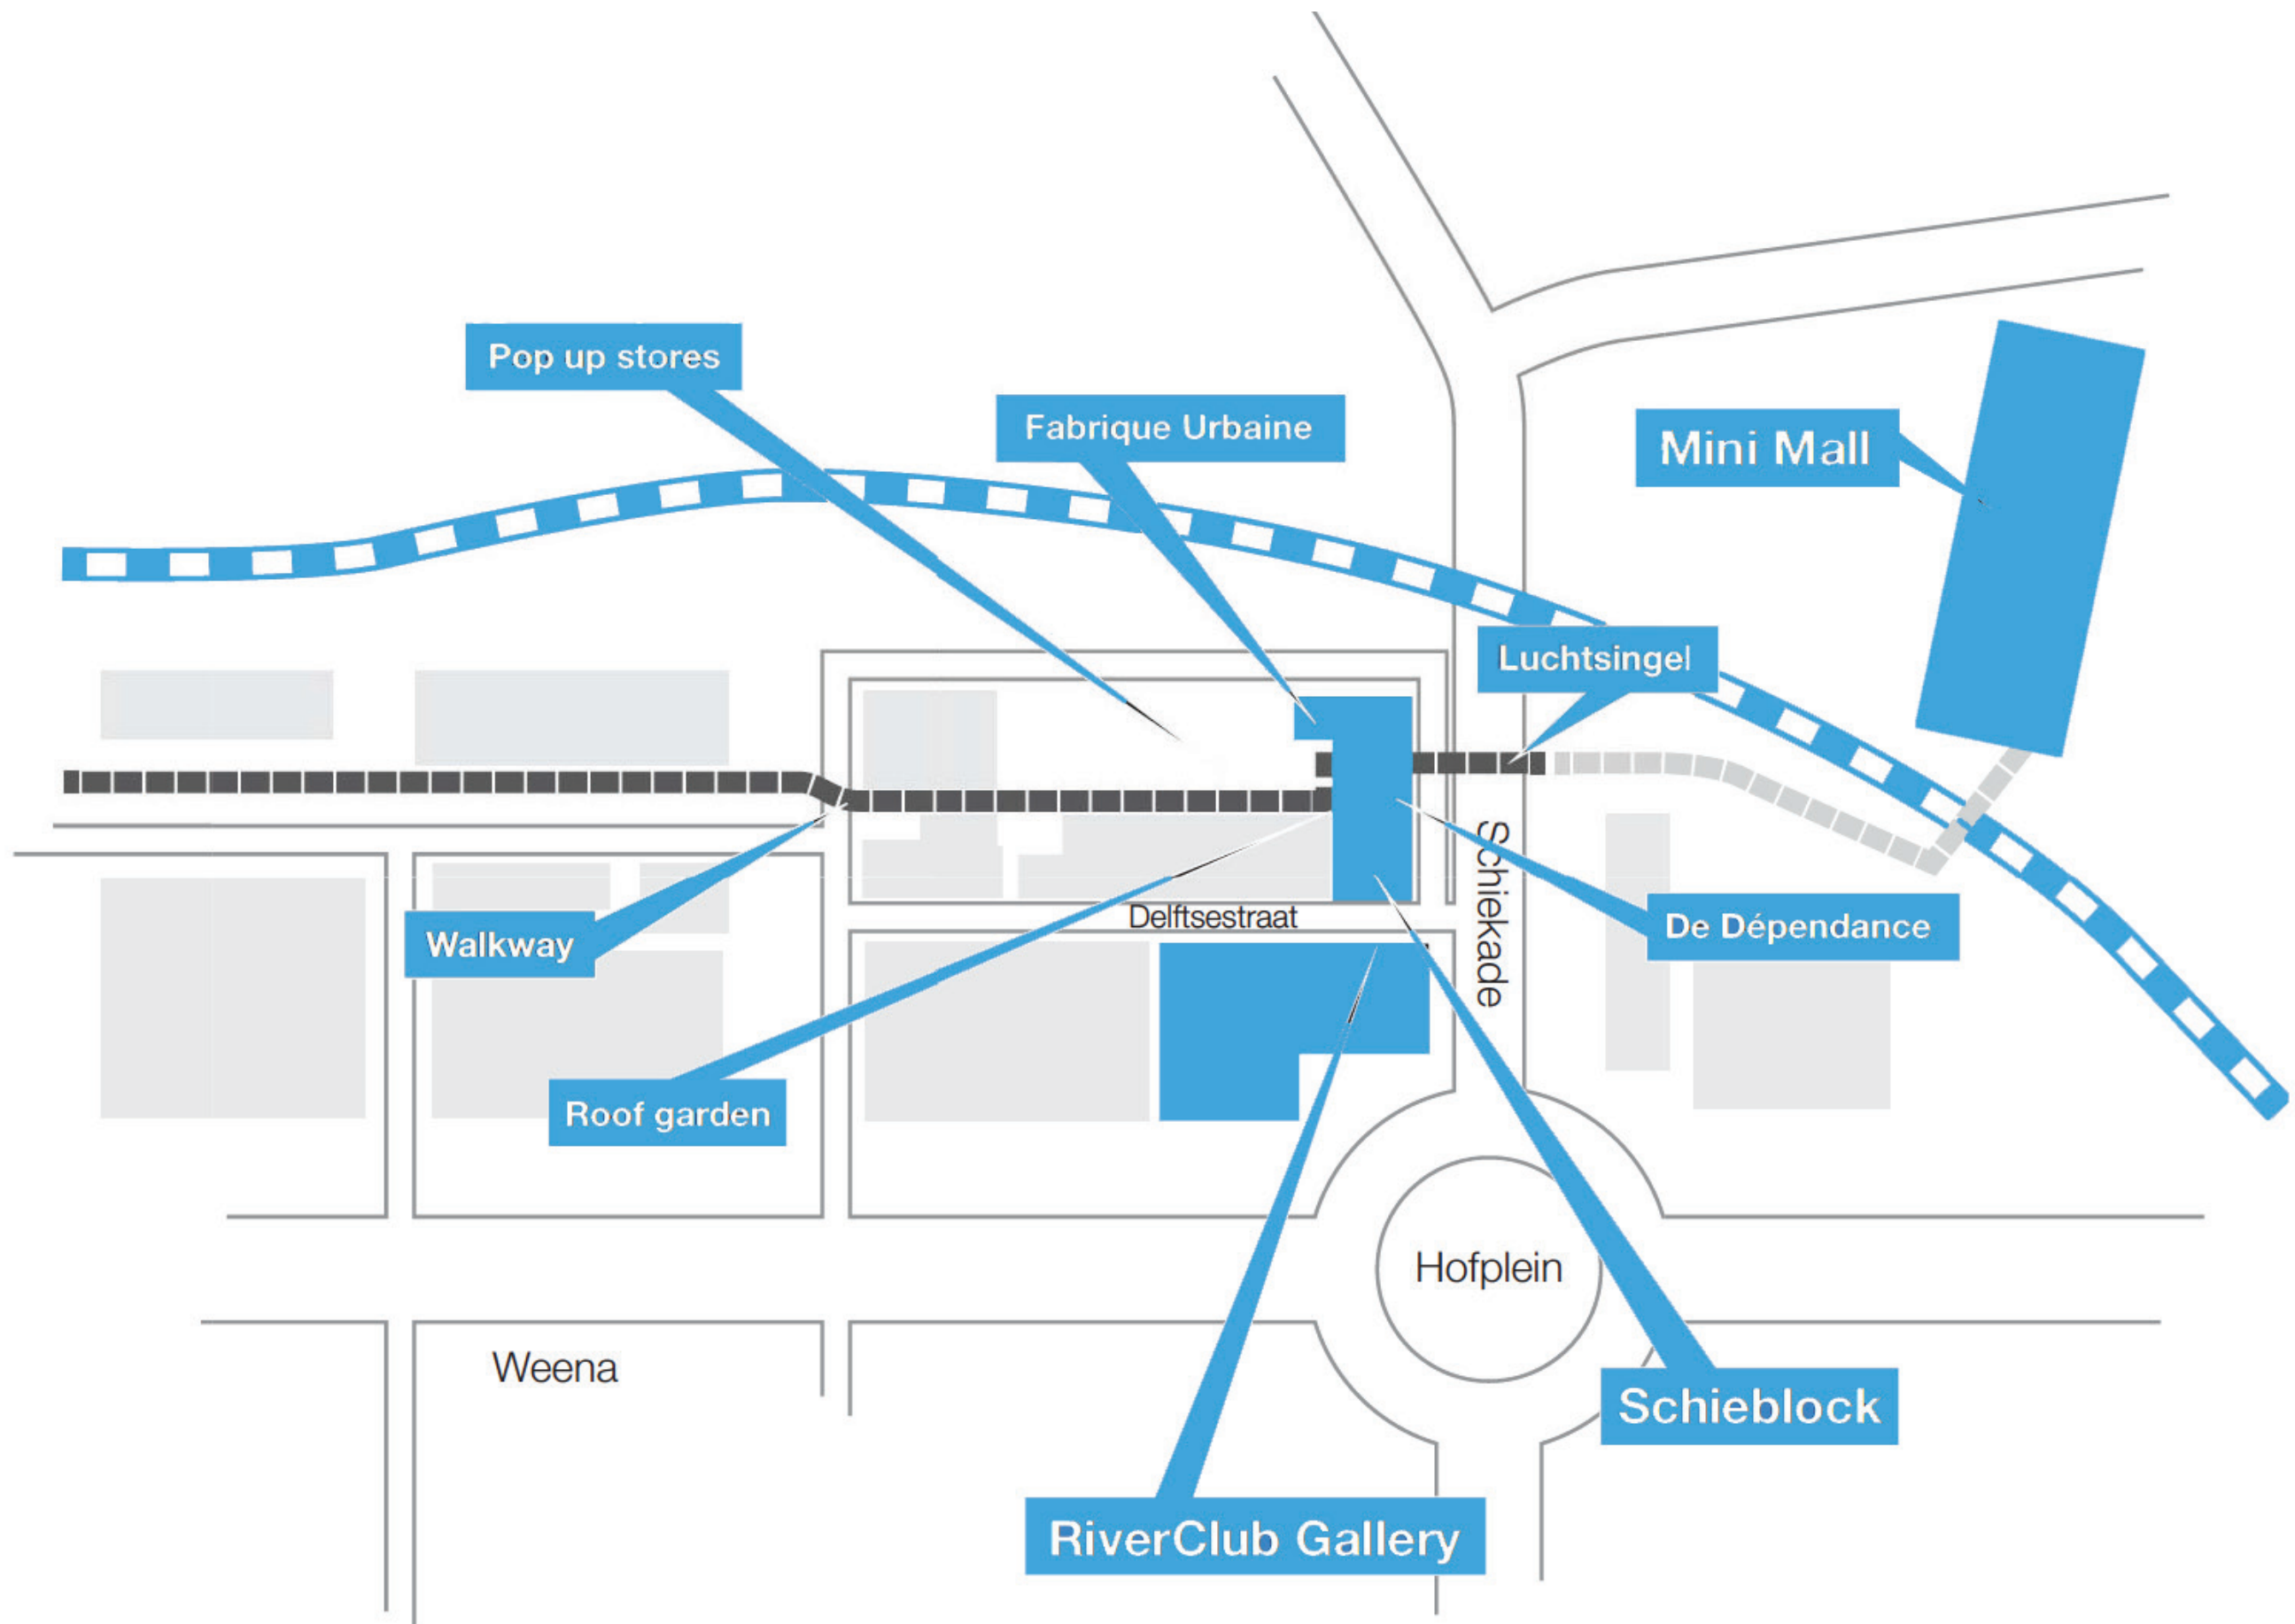 Pop up stores
Fabrique Urbaine
Mini Mall
Luchtsingel
Schiekade
Delftsestraat
De Dépendance
Walkway
Roof garden
Hofplein
Weena
Schieblock
RiverClub Gallery